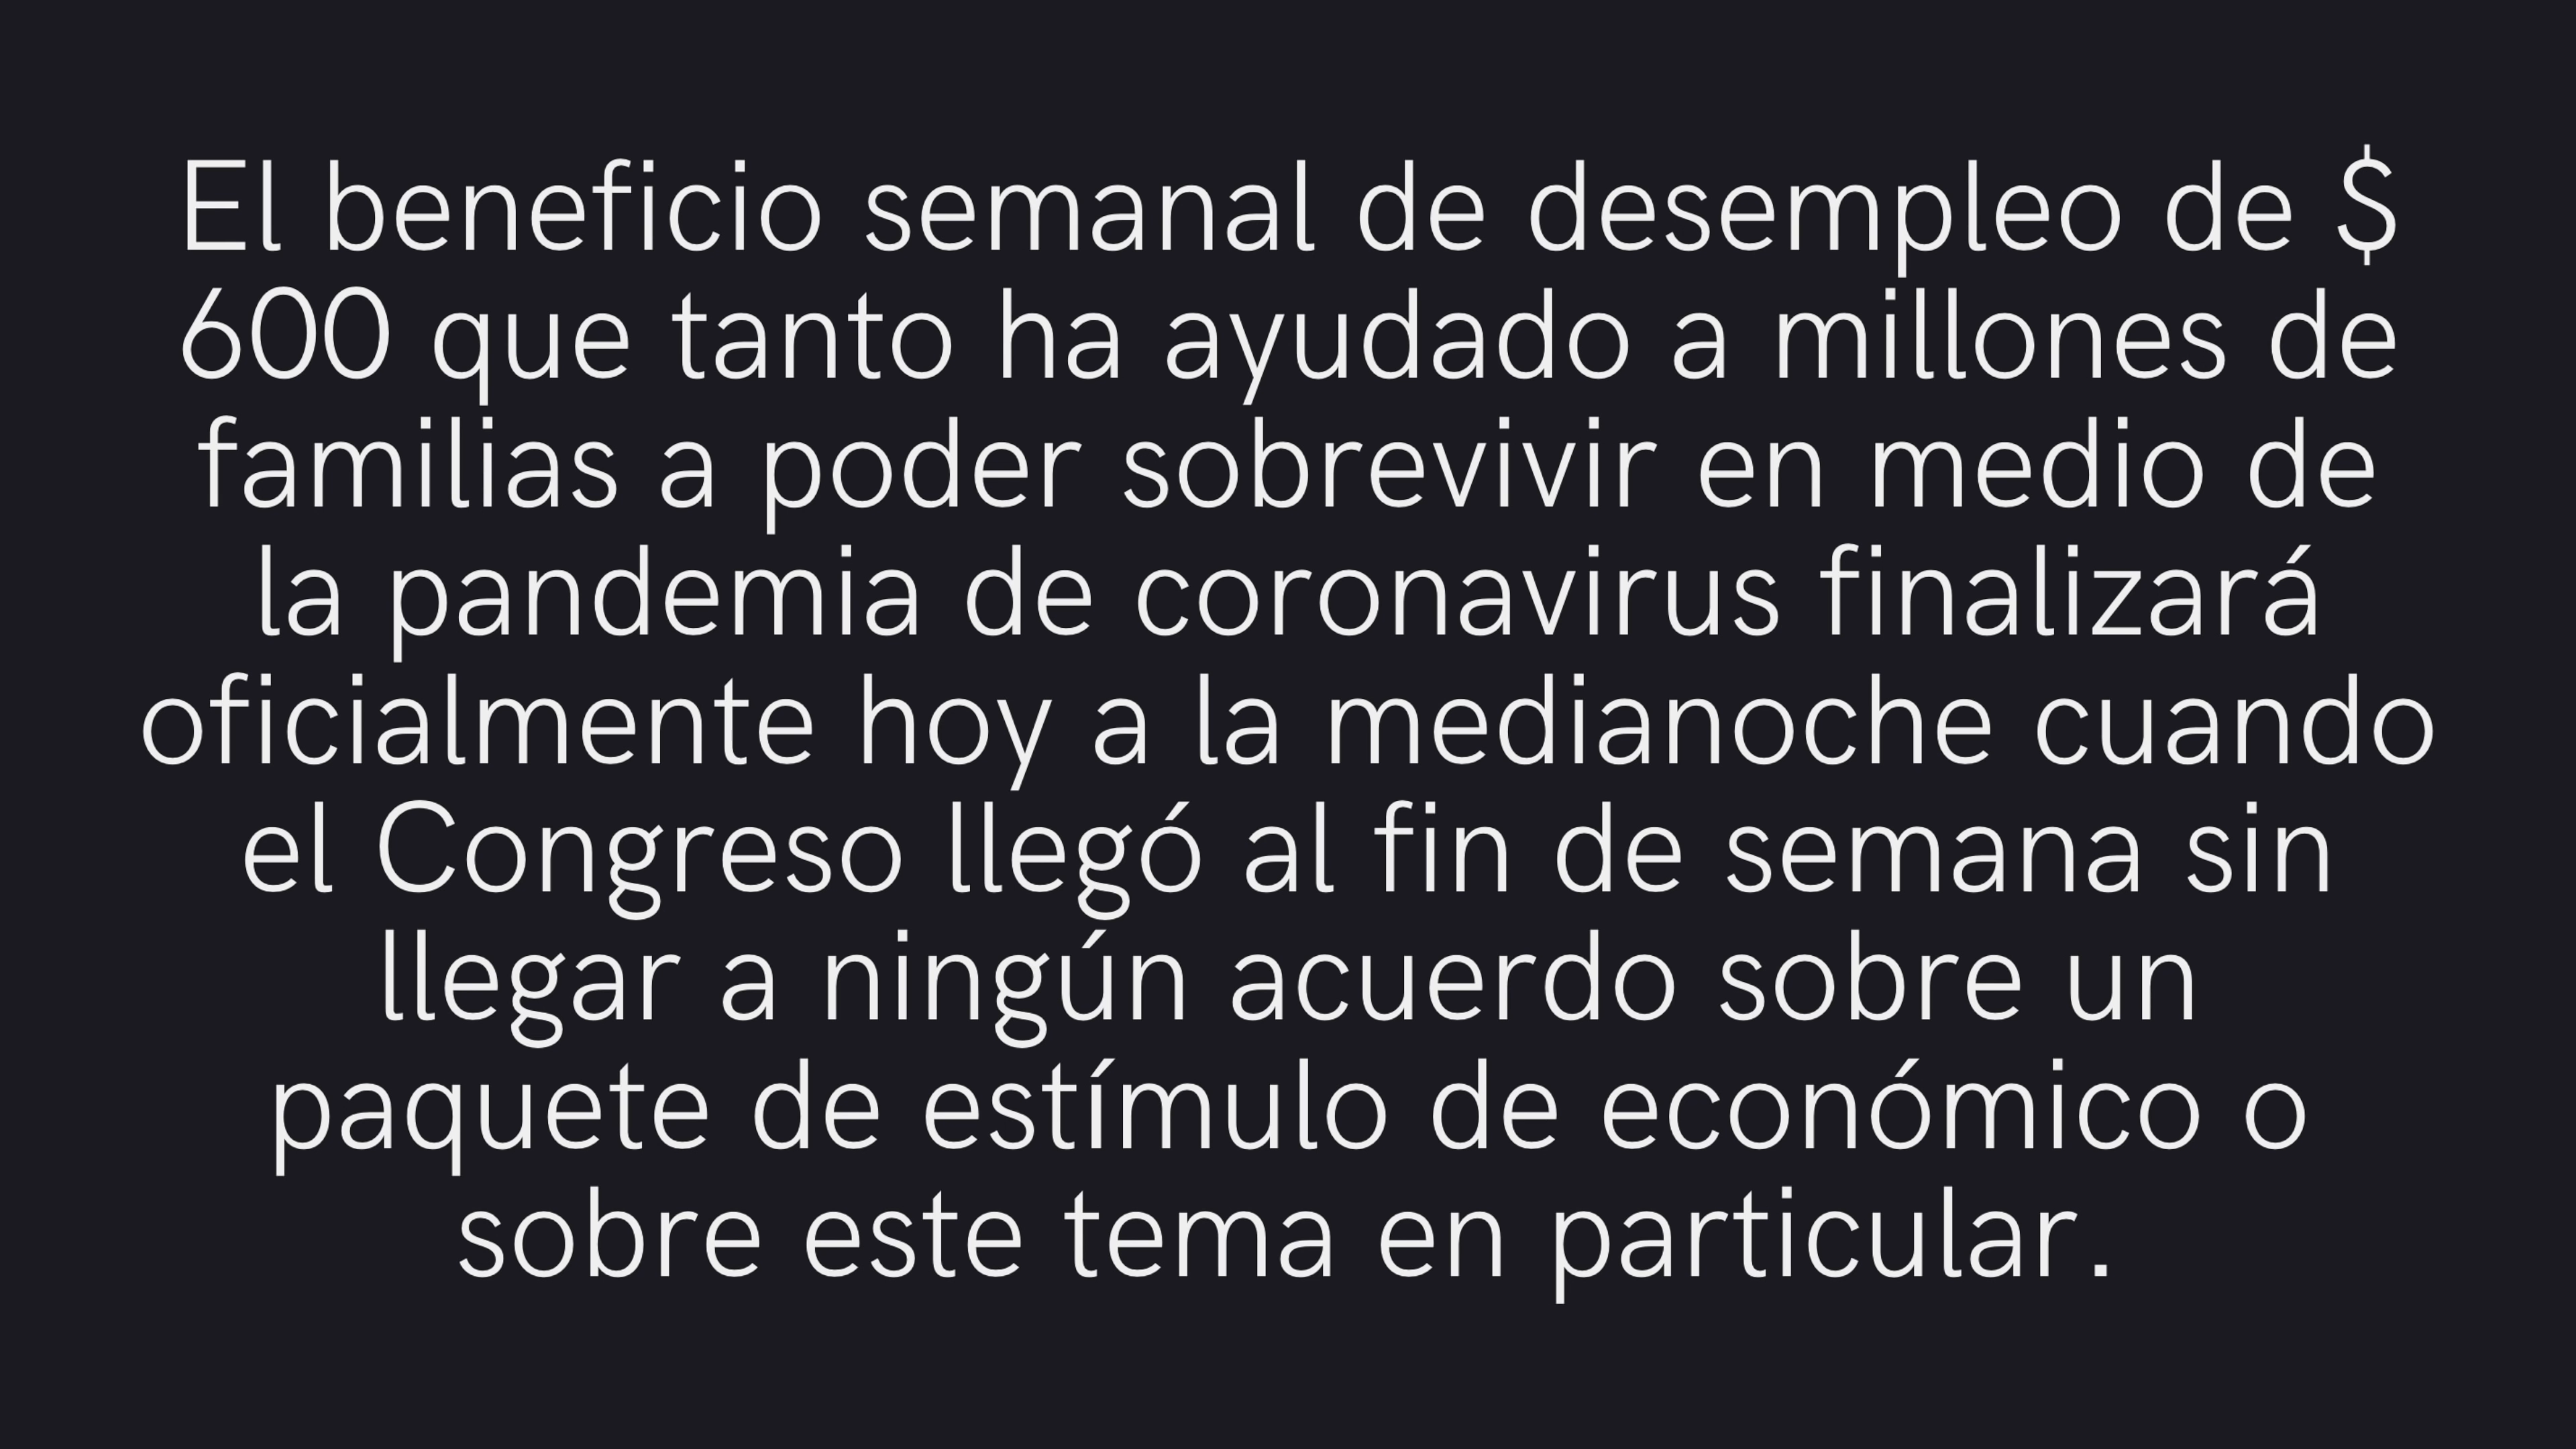 El beneficio semanal de desempleo de $
600 que tanto ha ayudado a millones de
familias a poder sobrevivir en medio de
la pandemia de coronavirus finalizará
oficialmente hoy a la medianoche cuando
el Congreso llegó al fin de semana sin
llegar a ningún acuerdo sobre un
paquete de estímulo de económico o
sobre este tema en particular.